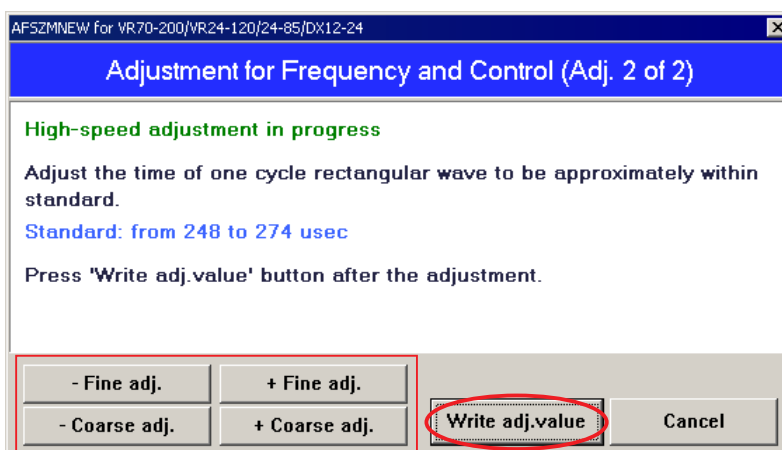 AFSZMNEW for VR70-200/VR24-120/24-85/DX12-24
Adjustment for Frequency and Control (Adj. 2 of 2)
High-speed adjustment in progress
Adjust the time of one cycle rectangular wave to be approximately within
standard.
Standard: from 248 to 274 usec
Press 'Write adj.value' button after the adjustment.
- Fine adj.
+ Fine adj.
- Coarse adj.
+ Coarse adj.
Write adj.value
Cancel